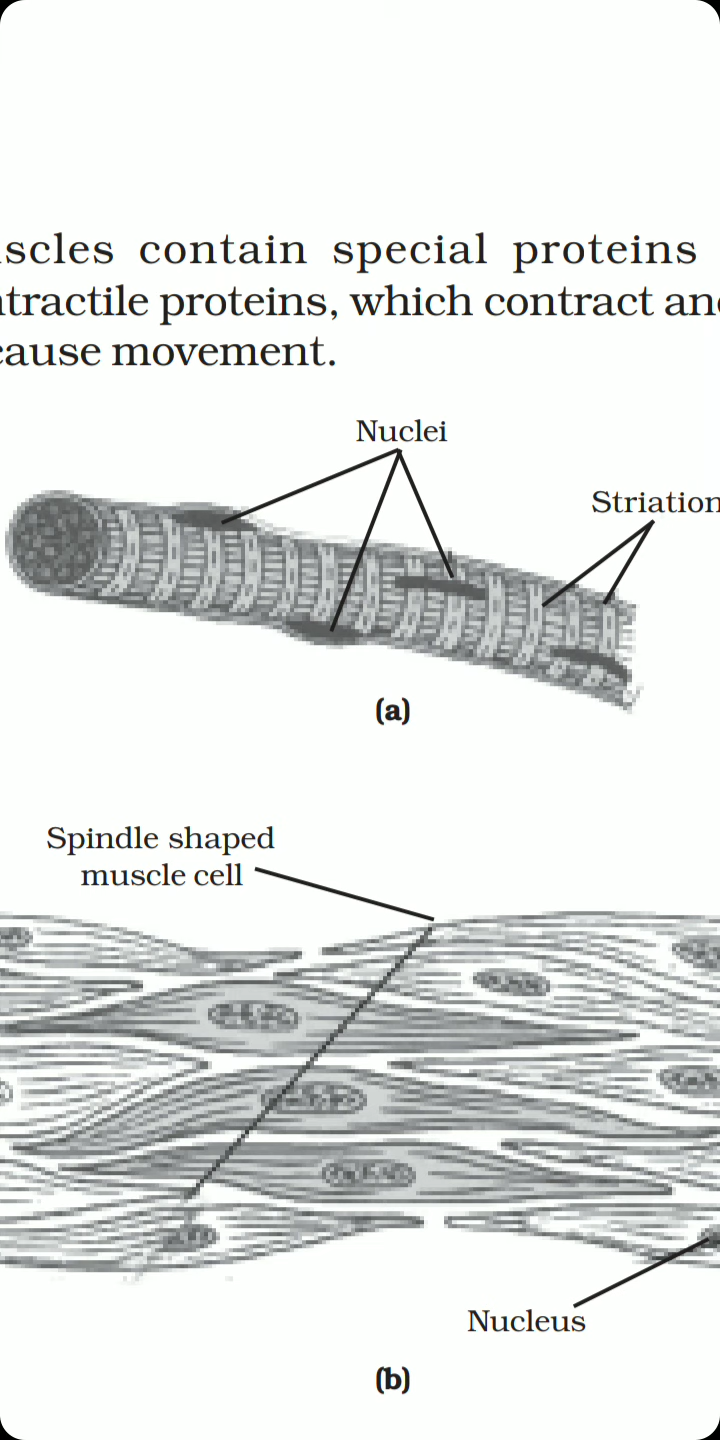 scles contain special proteins
tractile proteins, which contract and
cause movement.
Nuclei
Striation
(a)
Spindle shaped
muscle cell
Nucleus
(b)